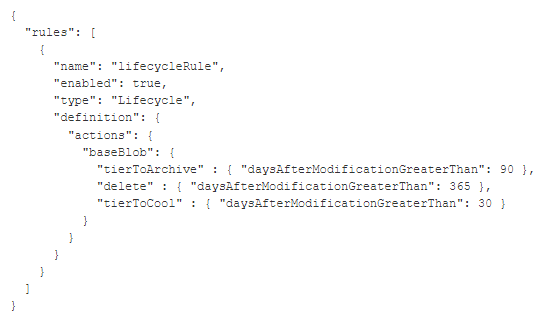 {
  "rules": [
    {
      "name": "lifecycleRule",
      "enabled": true,
      "type": "Lifecycle",
      "definition": {
        "actions": {
          "baseBlob": {
            "tierToArchive" : { "daysAfterModificationGreaterThan": 90 },
            "delete" : { "daysAfterModificationGreaterThan": 365 },
            "tierToCool" : { "daysAfterModificationGreaterThan": 30 }
          }
        }
      }
    }
  ]
}